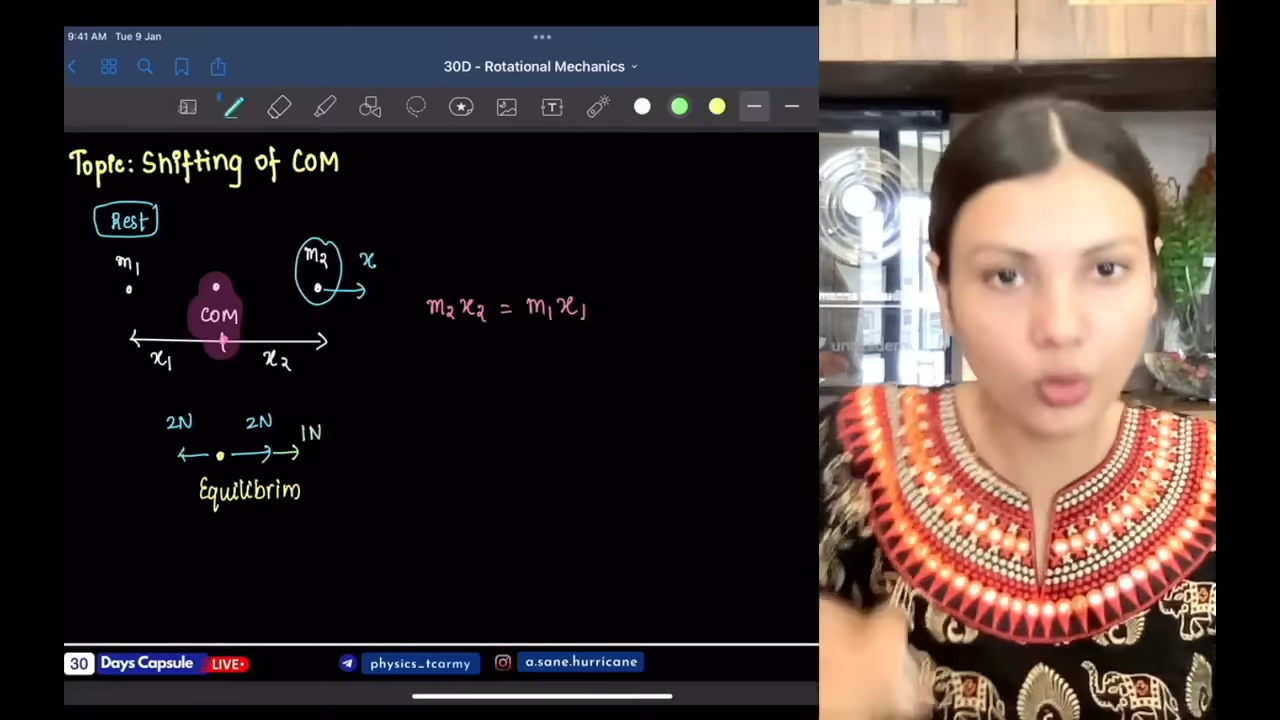 9:41 AM Tue 9 Jan
30D - Rotational Mechanics
Topic: Shifting of COM
Rest
m₁
m₂
x
COM
m₂x₂ = m₁x₁
x₁
x₂
2N
2N
1N
Equilibrim
30 Days Capsule LIVE
physics_tcarmy
a.sane.hurricane